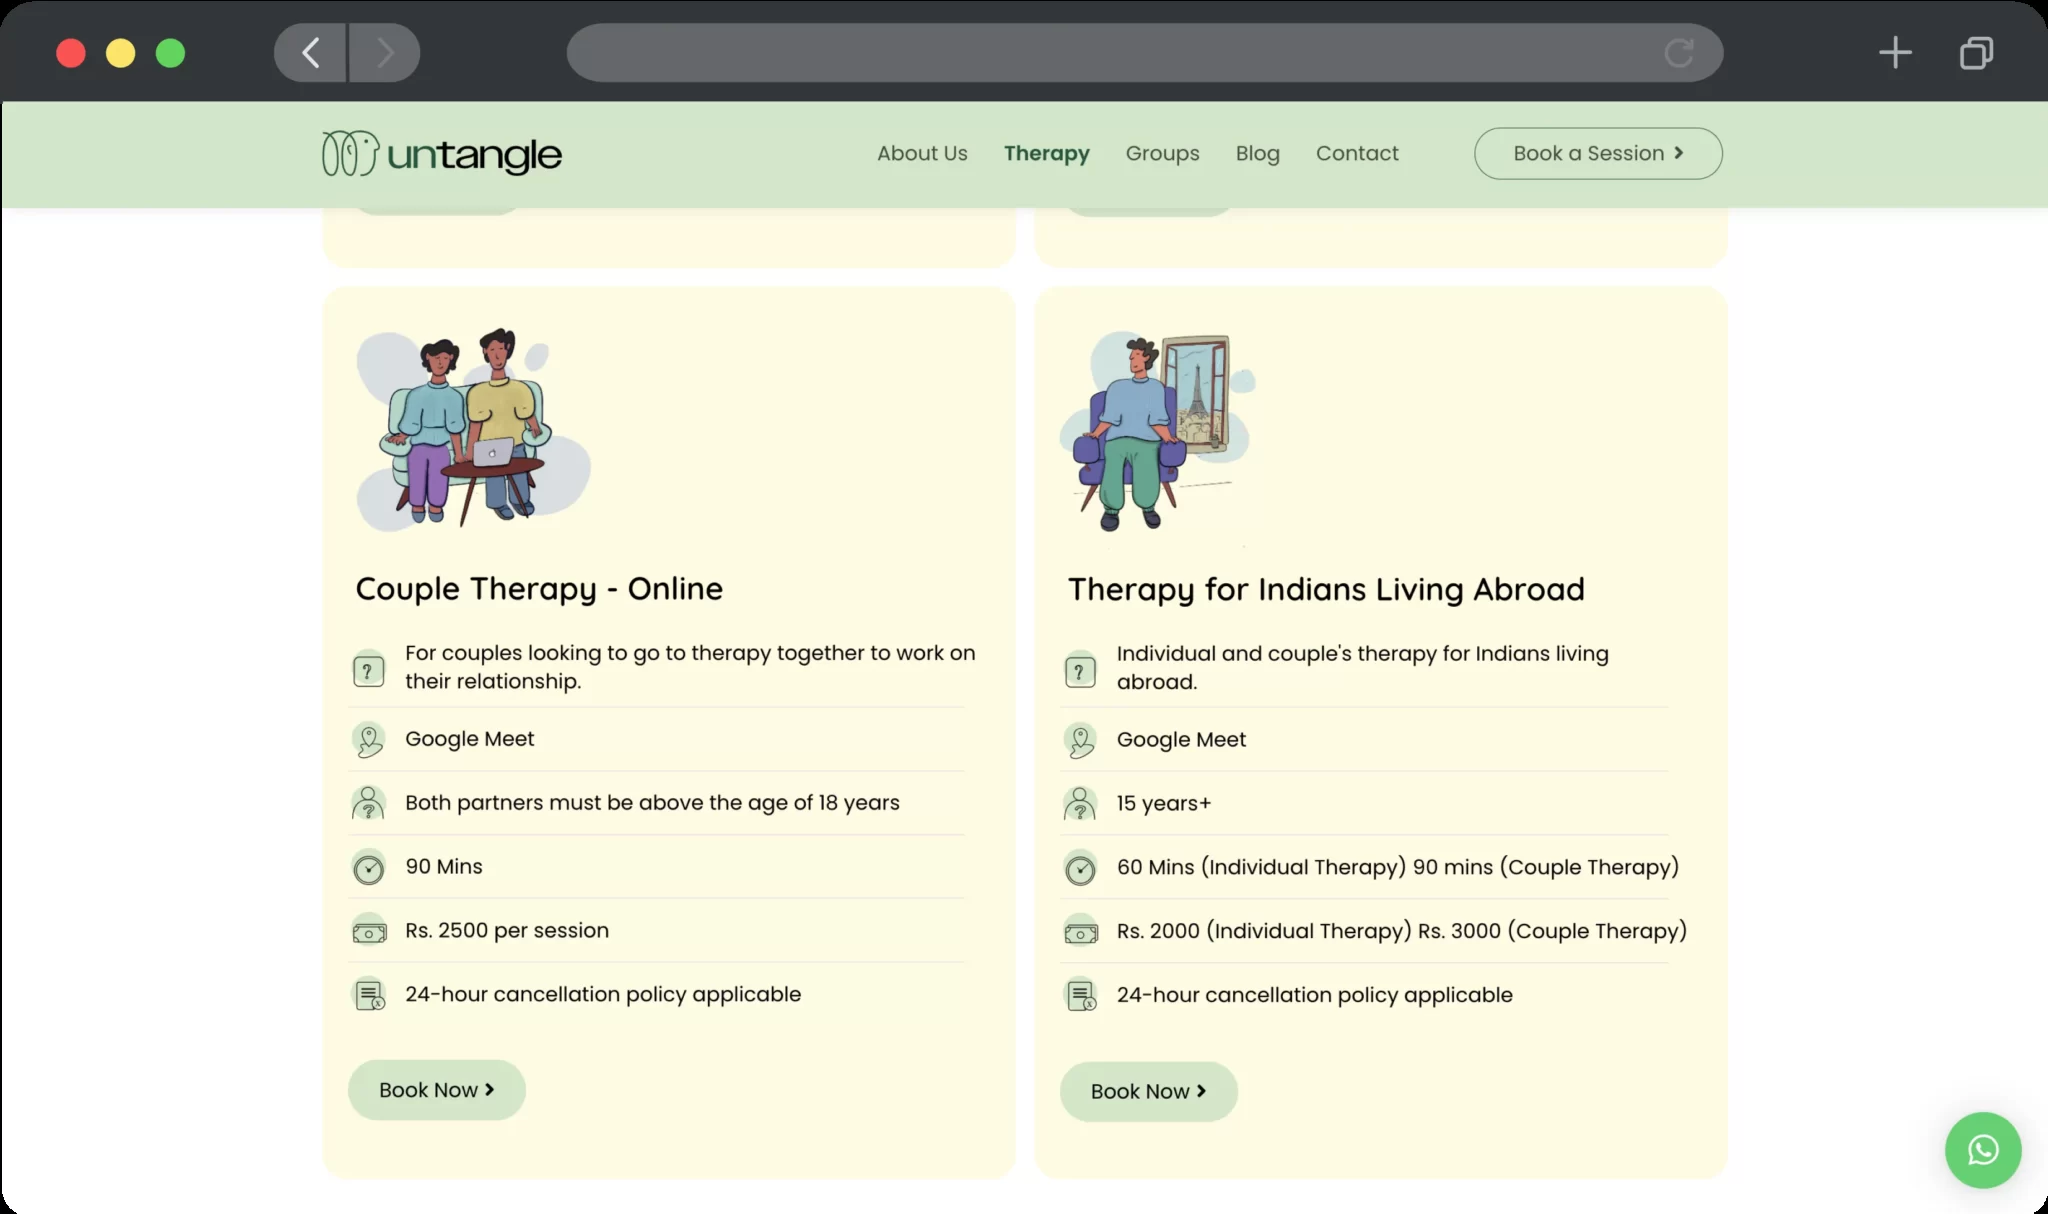 untangle
About Us Therapy Groups Blog Contact Book a Session
Couple Therapy - Online
For couples looking to go to therapy together to work on
their relationship.
Google Meet
Both partners must be above the age of 18 years
90 Mins
Rs. 2500 per session
24-hour cancellation policy applicable
Book Now
Therapy for Indians Living Abroad
Individual and couple's therapy for Indians living
abroad.
Google Meet
15 years+
60 Mins (Individual Therapy) 90 mins (Couple Therapy)
Rs. 2000 (Individual Therapy) Rs. 3000 (Couple Therapy)
24-hour cancellation policy applicable
Book Now